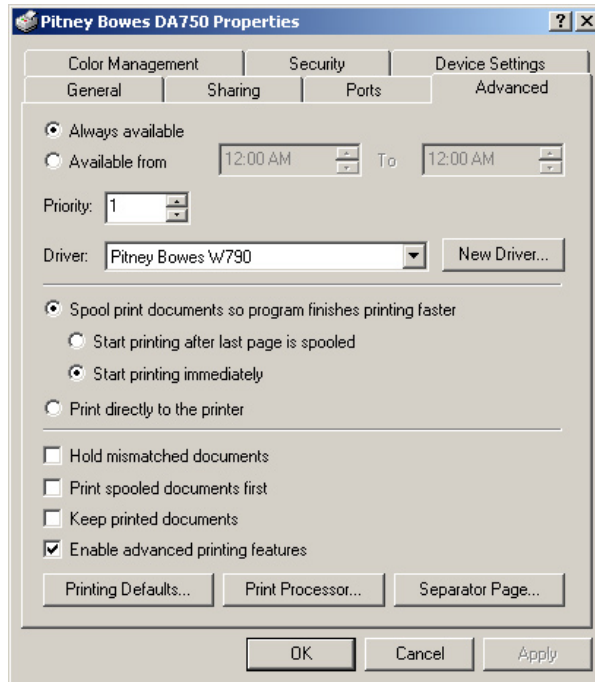 Pitney Bowes DA750 Properties
Color Management Security Device Settings
General Sharing Ports Advanced
Always available
Available from 12:00 AM To 12:00 AM
Priority: 1
Driver: Pitney Bowes W790 New Driver...
Spool print documents so program finishes printing faster
Start printing after last page is spooled
Start printing immediately
Print directly to the printer
Hold mismatched documents
Print spooled documents first
Keep printed documents
Enable advanced printing features
Printing Defaults... Print Processor... Separator Page...
OK Cancel Apply